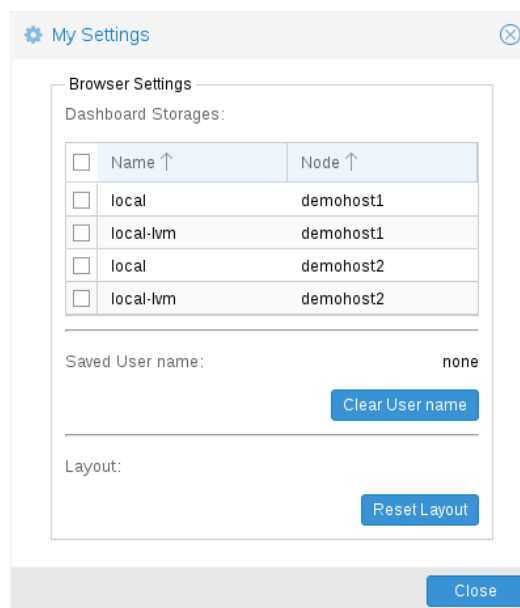 My Settings
Browser Settings
Dashboard Storages:
Name Node
local demohost1
local-lvm demohost1
local demohost2
local-lvm demohost2
Saved User name: none
Clear User name
Layout:
Reset Layout
Close